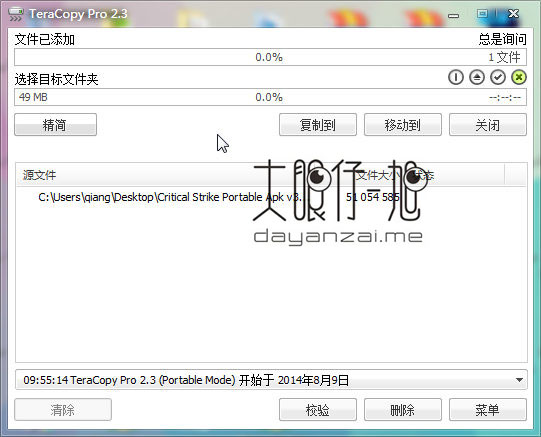 TeraCopy Pro 2.3
文件已添加 总是询问
0.0% 1 文件
选择目标文件夹
49 MB 0.0% --:--:--
精简 复制到 移动到 关闭
源文件 文件大小 状态
C:\Users\qiang\Desktop\Critical Strike Portable Apk v3... 51 054 585
大眼仔~旭
dayanzai.me
09:55:14 TeraCopy Pro 2.3 (Portable Mode) 开始于 2014年8月9日
清除 校验 删除 菜单